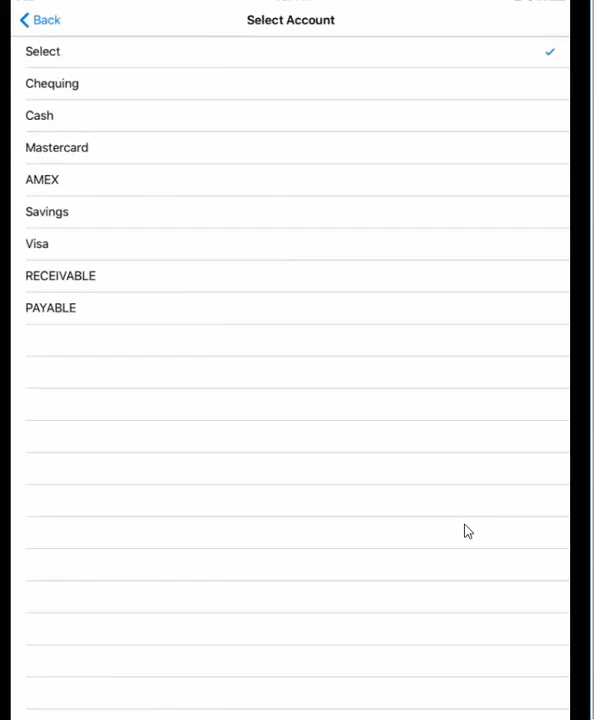 Back
Select Account
Select
Chequing
Cash
Mastercard
AMEX
Savings
Visa
RECEIVABLE
PAYABLE